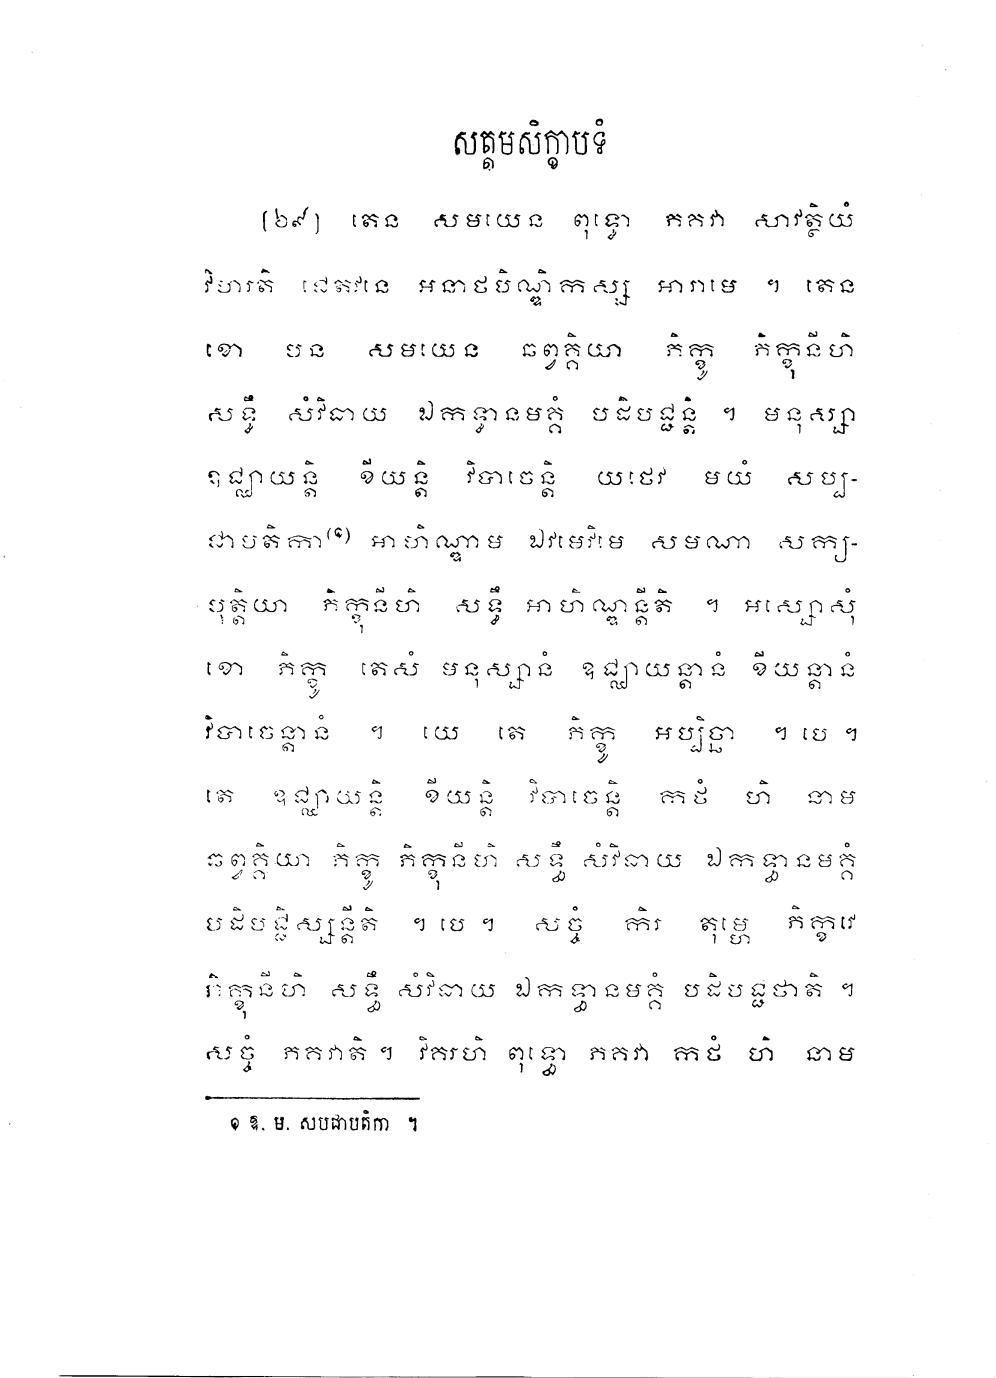 សត្តមសិក្ខាបទំ
(៦៩) តេន សមយេន ពុទ្ធោ ភគវា សាវត្ថិយំ
វិហរតិ ជេតវនេ អនាថបិណ្ឌិកស្ស អារាមេ ។ តេន
ខោ បន សមយេន ឆព្វគ្គិយា ភិក្ខូ ភិក្ខុនីហិ
សទ្ធឹ សំវិធាយ ឯកទ្ធានមគ្គំ បដិបជ្ជន្តិ ។ មនុស្សា
ឧជ្ឈាយន្តិ ខីយន្តិ វិបាចេន្តិ យថេវ មយំ សប្ប-
ជាបតិកា(១) អាហិណ្ឌាម ឯវមេវិមេ សមណា សក្យ-
បុត្តិយា ភិក្ខុនីហិ សទ្ធឹ អាហិណ្ឌន្តីតិ ។ អស្សោសុំ
ខោ ភិក្ខូ តេសំ មនុស្សានំ ឧជ្ឈាយន្តានំ ខីយន្តានំ
វិបាចេន្តានំ ។ យេ តេ ភិក្ខូ អប្បិច្ឆា ។ បេ ។
តេ ឧជ្ឈាយន្តិ ខីយន្តិ វិបាចេន្តិ កថំ ហិ នាម
ឆព្វគ្គិយា ភិក្ខូ ភិក្ខុនីហិ សទ្ធឹ សំវិធាយ ឯកទ្ធានមគ្គំ
បដិបជ្ជិស្សន្តីតិ ។ បេ ។ សច្ចំ កិរ តុម្ហេ ភិក្ខវេ
ភិក្ខុនីហិ សទ្ធឹ សំវិធាយ ឯកទ្ធានមគ្គំ បដិបជ្ជថាតិ ។
សច្ចំ ភគវាតិ ។ វិគរហិ ពុទ្ធោ ភគវា កថំ ហិ នាម
១ ឱ. ម. សបជាបតិកា ។